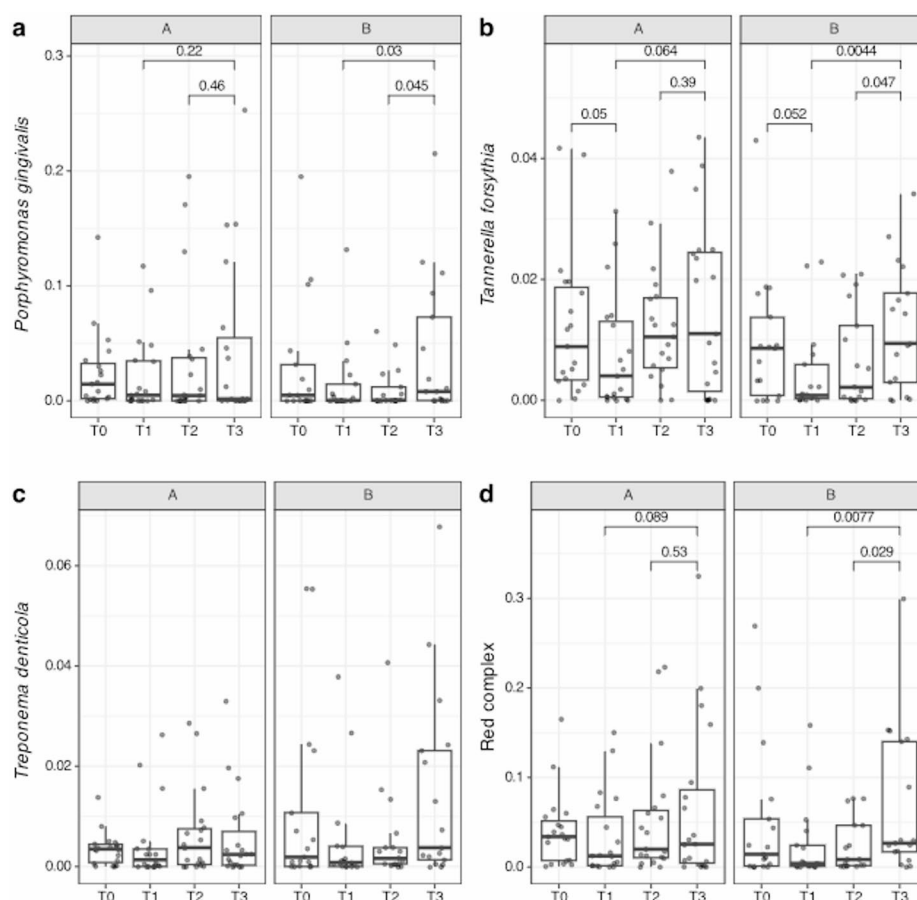 a
A
B
Porphyromonas gingivalis
0.3
0.2
0.1
0.0
0.22
0.46
0.03
0.045
T0 T1 T2 T3
T0 T1 T2 T3
b
A
B
Tannerella forsythia
0.04
0.02
0.00
0.064
0.39
0.05
0.0044
0.047
0.052
T0 T1 T2 T3
T0 T1 T2 T3
c
A
B
Treponema denticola
0.06
0.04
0.02
0.00
T0 T1 T2 T3
T0 T1 T2 T3
d
A
B
Red complex
0.3
0.2
0.1
0.0
0.089
0.53
0.0077
0.029
T0 T1 T2 T3
T0 T1 T2 T3